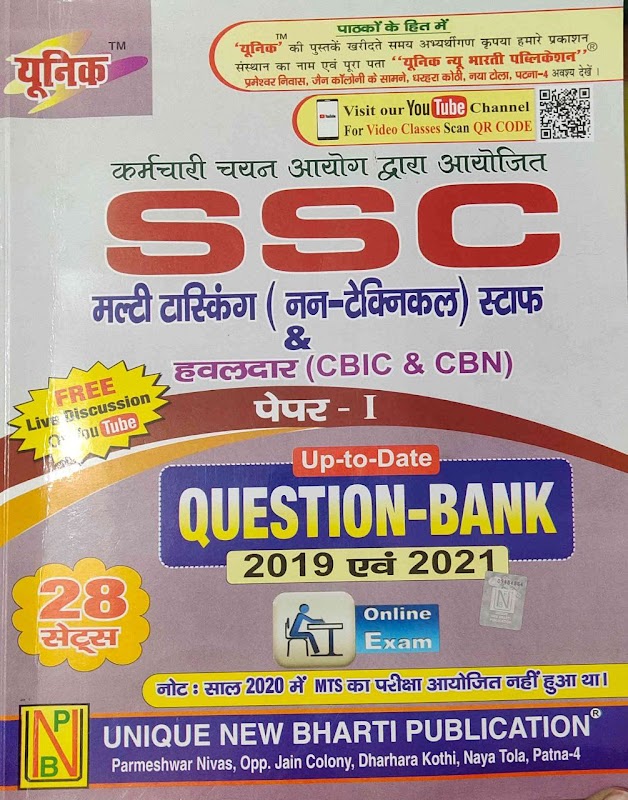 यूनिक TM
पाठकों के हित में
'यूनिक'TM की पुस्तकें खरीदते समय अभ्यर्थीगण कृपया हमारे प्रकाशन
संस्थान का नाम एवं पूरा पता "यूनिक न्यू भारती पब्लिकेशन"®
प्रमेश्वर निवास, जैन कॉलोनी के सामने, धरहरा कोठी, नया टोला, पटना-4 अवश्य देखें।
Visit our YouTube Channel
For Video Classes Scan QR CODE
कर्मचारी चयन आयोग द्वारा आयोजित
SSC
मल्टी टास्किंग ( नन-टेक्निकल) स्टाफ
&
हवलदार (CBIC & CBN)
पेपर - I
FREE
Live Discussion
On YouTube
Up-to-Date
QUESTION-BANK
2019 एवं 2021
28
सेट्स
Online
Exam
नोट : साल 2020 में MTS का परीक्षा आयोजित नहीं हुआ था।
NPB
UNIQUE NEW BHARTI PUBLICATION®
Parmeshwar Nivas, Opp. Jain Colony, Dharhara Kothi, Naya Tola, Patna-4